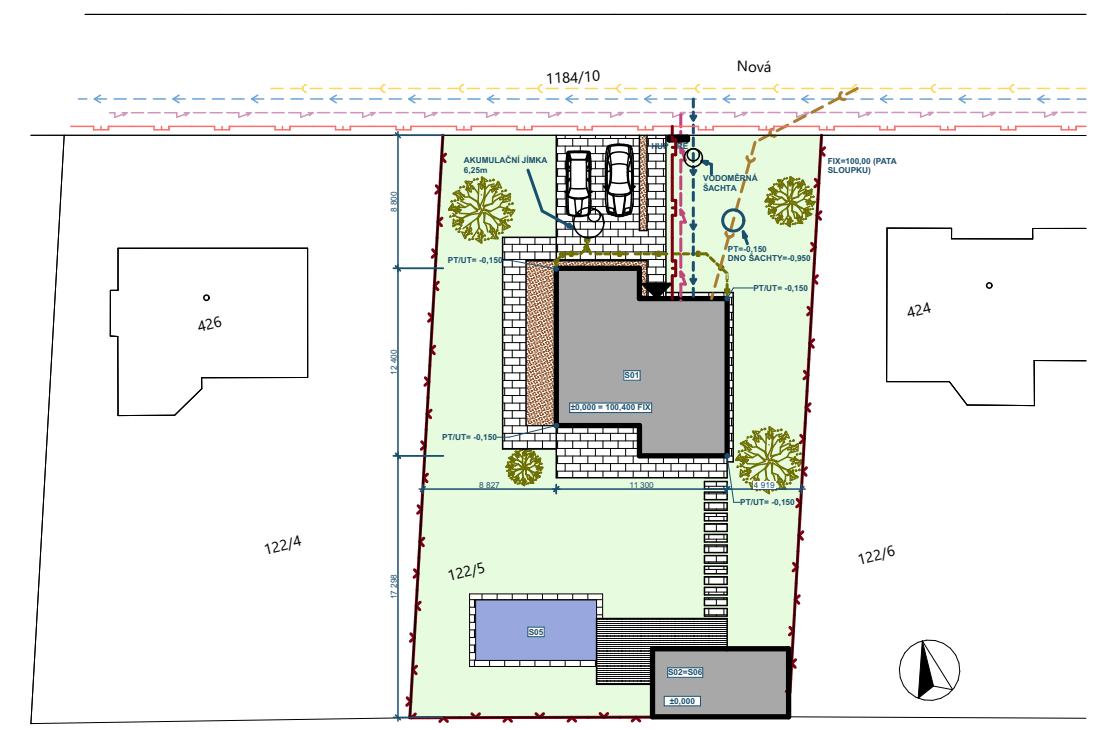 Nová
1184/10
AKUMULAČNÍ JÍMKA
6,25m
VODOMĚRNÁ
ŠACHTA
FIX=100,00 (PATA
SLOUPKU)
8 800
PT=-0,150
DNO ŠACHTY=-0,950
PT/UT= -0,150
PT/UT= -0,150
426
424
12 400
S01
±0,000 = 100,400 FIX
PT/UT= -0,150
8 827
11 300
4 919
PT/UT= -0,150
122/4
122/5
122/6
17 298
S05
S02=S06
±0,000